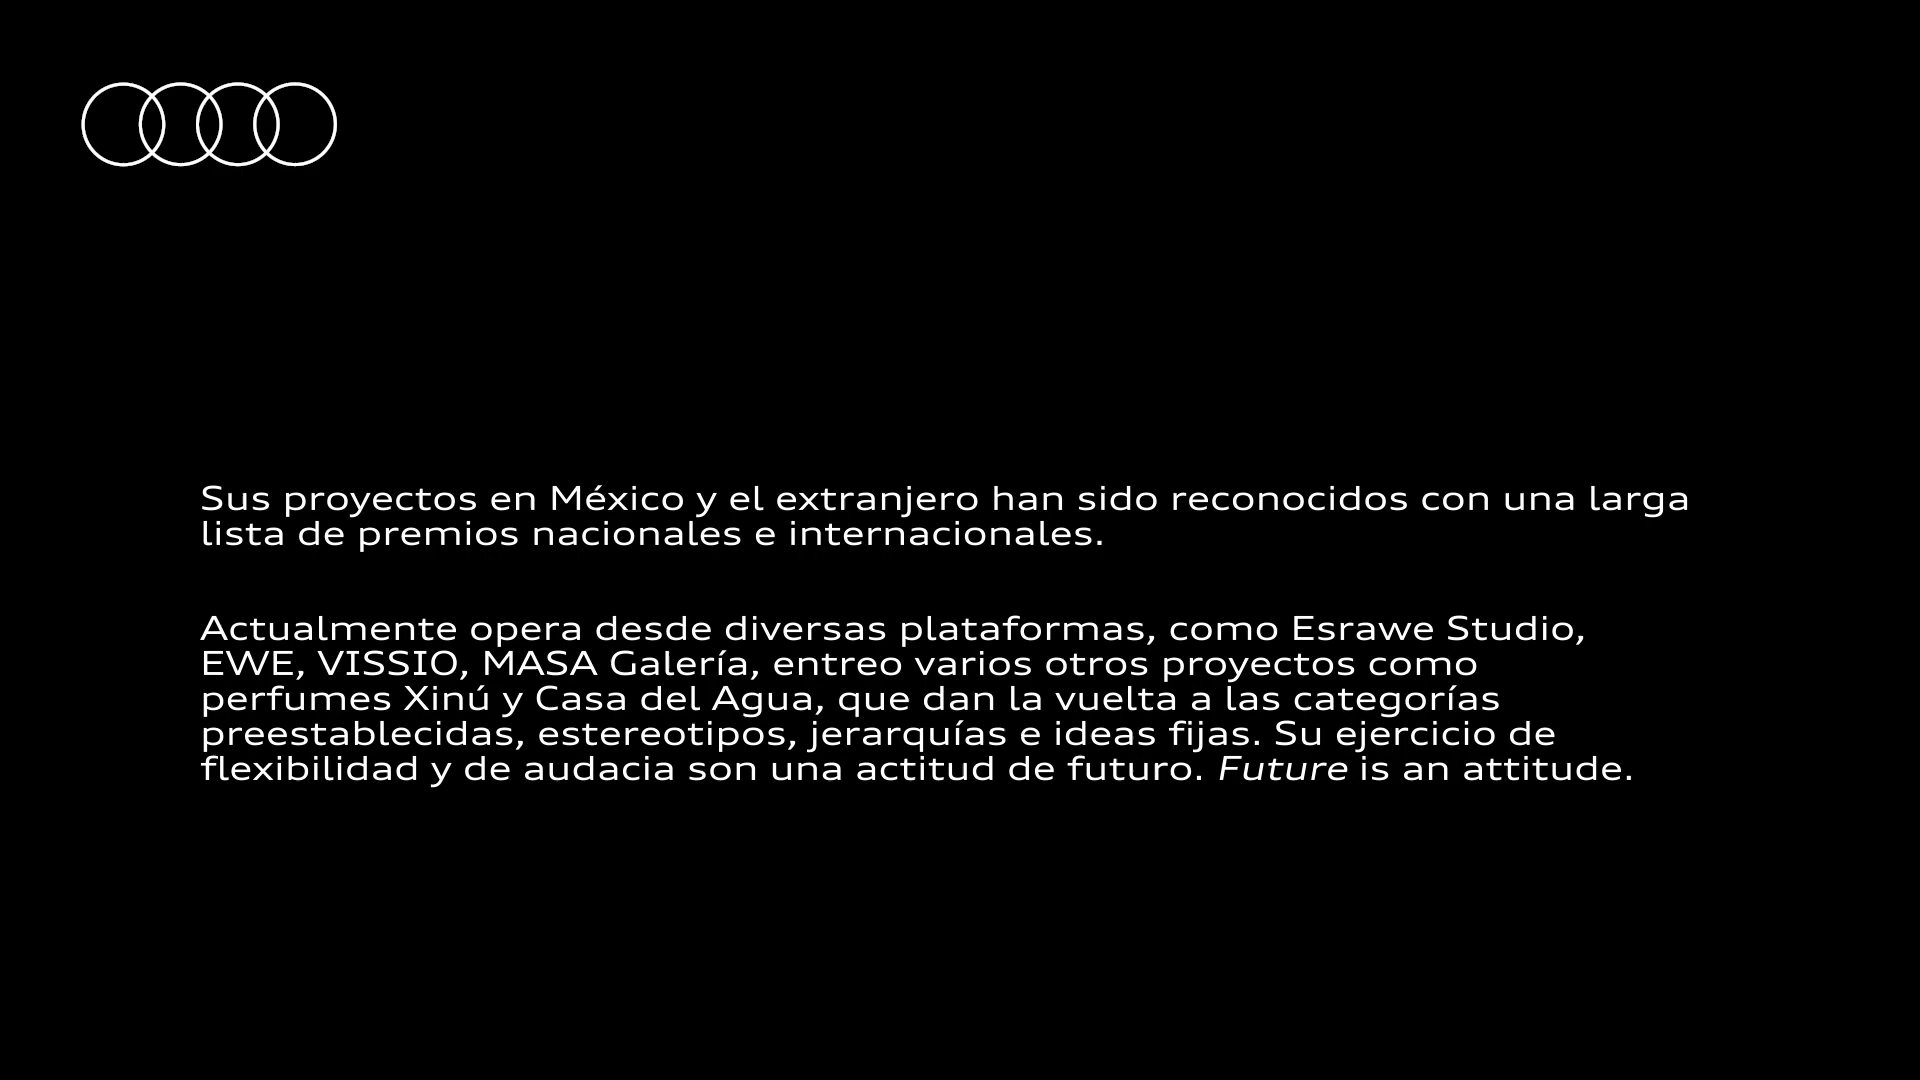 Sus proyectos en México y el extranjero han sido reconocidos con una larga
lista de premios nacionales e internacionales.
Actualmente opera desde diversas plataformas, como Esrawe Studio,
EWE, VISSIO, MASA Galería, entreo varios otros proyectos como
perfumes Xinú y Casa del Agua, que dan la vuelta a las categorías
preestablecidas, estereotipos, jerarquías e ideas fijas. Su ejercicio de
flexibilidad y de audacia son una actitud de futuro. Future is an attitude.